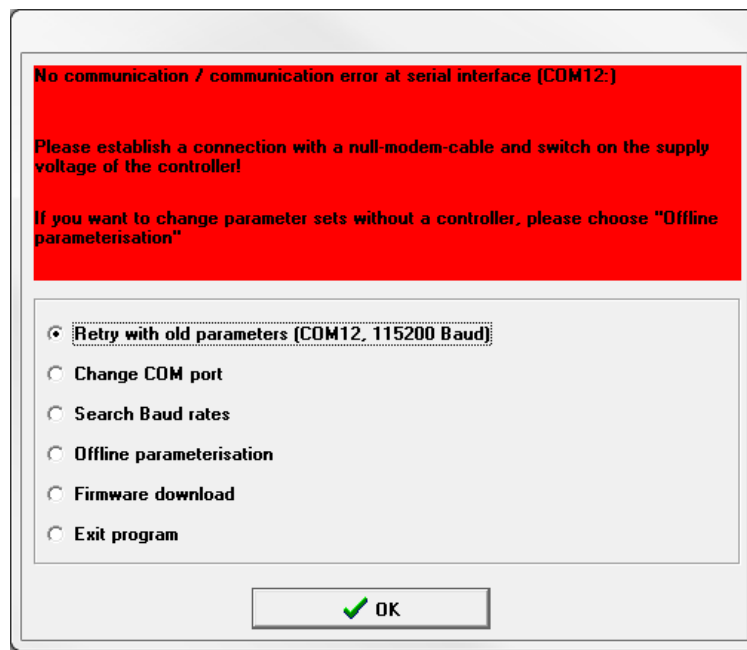 No communication / communication error at serial interface (COM12:)
Please establish a connection with a null-modem-cable and switch on the supply
voltage of the controller!
If you want to change parameter sets without a controller, please choose "Offline
parameterisation"
Retry with old parameters (COM12, 115200 Baud)
Change COM port
Search Baud rates
Offline parameterisation
Firmware download
Exit program
OK